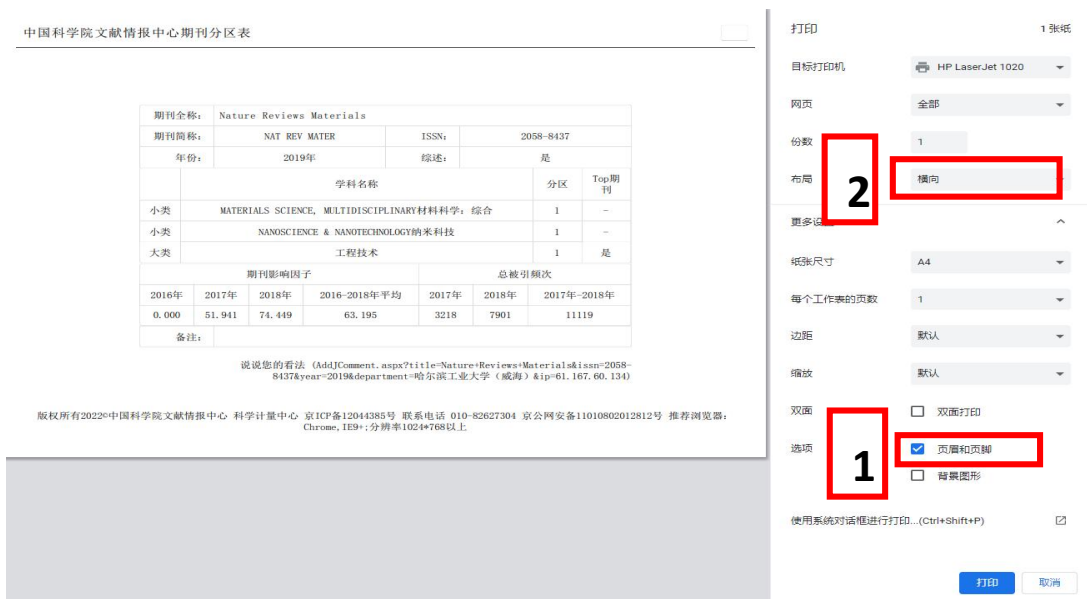 中国科学院文献情报中心期刊分区表
期刊全称: Nature Reviews Materials
期刊简称: NAT REV MATER ISSN: 2058-8437
年份: 2019年 综述: 是
学科名称 分区 Top期刊
小类 MATERIALS SCIENCE, MULTIDISCIPLINARY材料科学: 综合 1 -
小类 NANOSCIENCE & NANOTECHNOLOGY纳米科技 1 -
大类 工程技术 1 是
期刊影响因子 总被引频次
2016年 2017年 2018年 2016-2018年平均 2017年 2018年 2017年-2018年
0.000 51.941 74.449 63.195 3218 7901 11119
备注:
说说您的看法 (AddJComment.aspx?title=Nature+Reviews+Materials&issn=2058-
8437&year=2019&department=哈尔滨工业大学（威海）&ip=61.167.60.134)
版权所有2022©中国科学院文献情报中心 科学计量中心 京ICP备12044385号 联系电话 010-82627304 京公网安备11010802012812号 推荐浏览器:
Chrome,IE9+;分辨率1024*768以上
打印 1 张纸
目标打印机 HP LaserJet 1020
网页 全部
份数 1
布局 2 横向
更多设
纸张尺寸 A4
每个工作表的页数 1
边距 默认
缩放 默认
双面 双面打印
选项 1 页眉和页脚
背景图形
使用系统对话框进行打印...(Ctrl+Shift+P)
打印 取消